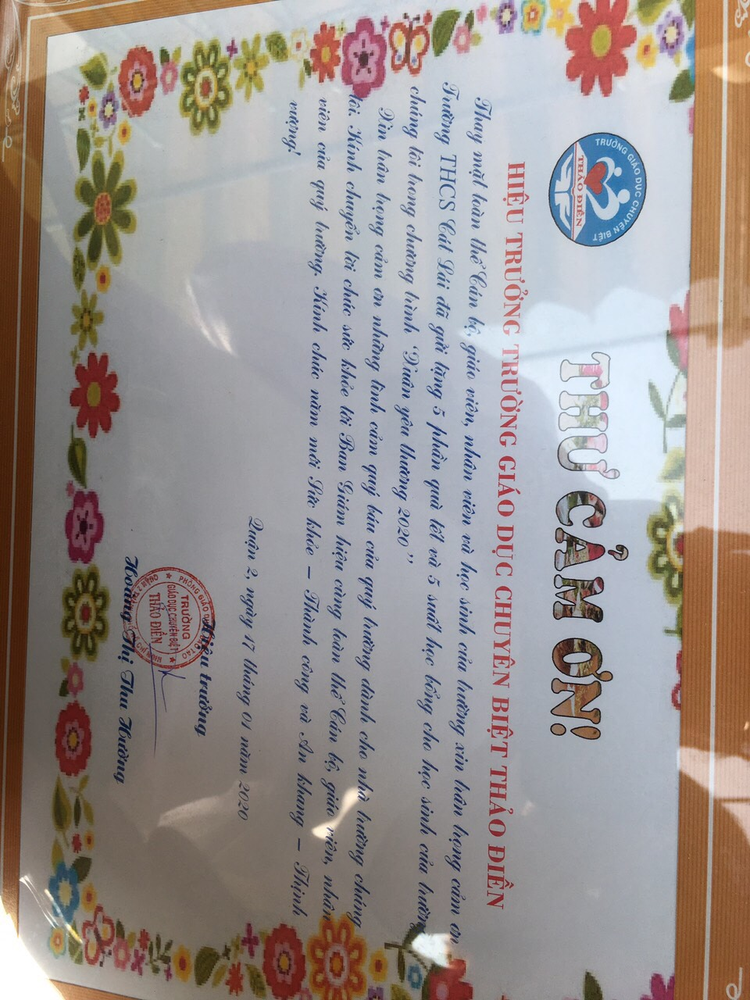 TRƯỜNG GIÁO DỤC CHUYÊN BIỆT
THẢO ĐIỀN
THƯ CẢM ƠN!
HIỆU TRƯỞNG TRƯỜNG GIÁO DỤC CHUYÊN BIỆT THẢO ĐIỀN
Thay mặt toàn thể Cán bộ, giáo viên, nhân viên và học sinh của trường xin trân trọng cảm ơn
Trường THCS Cát Lái đã gửi tặng 5 phần quà tết và 5 suất học bổng cho học sinh của trường
chúng tôi trong chương trình "Xuân yêu thương 2020"
Xin trân trọng cảm ơn những tình cảm quý báu của quý trường dành cho nhà trường chúng
tôi. Kính chuyển lời chúc sức khỏe tới Ban Giám hiệu cùng toàn thể Cán bộ, giáo viên, nhân
viên của quý trường. Kính chúc năm mới Sức khỏe – Thành công và An khang – Thịnh
vượng!
Quận 2, ngày 17 tháng 01 năm 2020
Hiệu trưởng
TRƯỜNG
GIÁO DỤC CHUYÊN BIỆT
THẢO ĐIỀN
Hoàng Thị Thu Hường